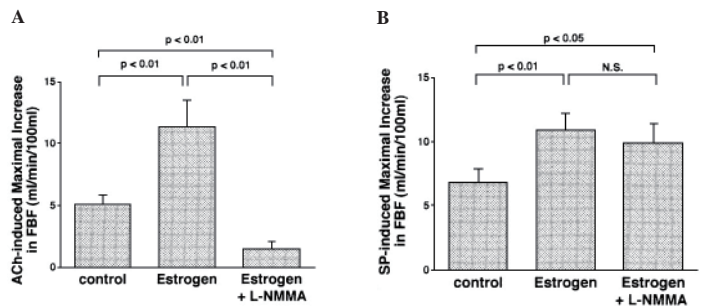 A
p < 0.01
p < 0.01
p < 0.01
ACh-induced Maximal Increase
in FBF (ml/min/100ml)
15
10
5
0
control
Estrogen
Estrogen
+ L-NMMA
B
p < 0.05
p < 0.01
N.S.
SP-induced Maximal Increase
in FBF (ml/min/100ml)
15
10
5
0
control
Estrogen
Estrogen
+ L-NMMA